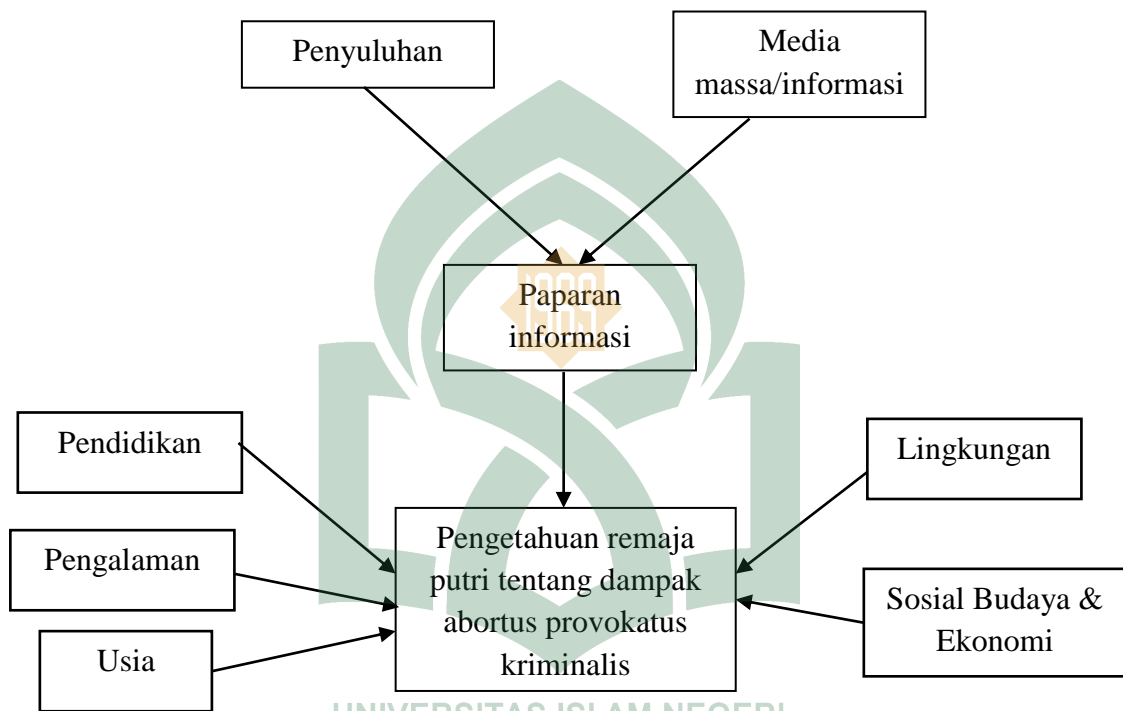 Penyuluhan
Media
massa/informasi
1989
Paparan
informasi
Pendidikan
Lingkungan
Pengalaman
Pengetahuan remaja
putri tentang dampak
abortus provokatus
kriminalis
Sosial Budaya &
Ekonomi
Usia
UNIVERSITAS ISLAM NEGERI